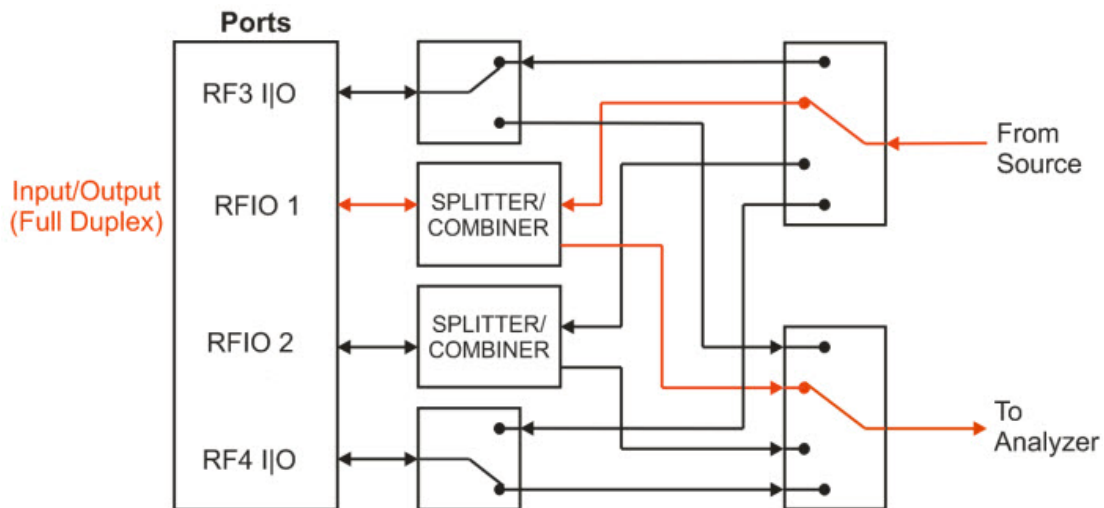 Ports
RF3 I|O
Input/Output
(Full Duplex)
RFIO 1
SPLITTER/
COMBINER
From
Source
RFIO 2
SPLITTER/
COMBINER
RF4 I|O
To
Analyzer